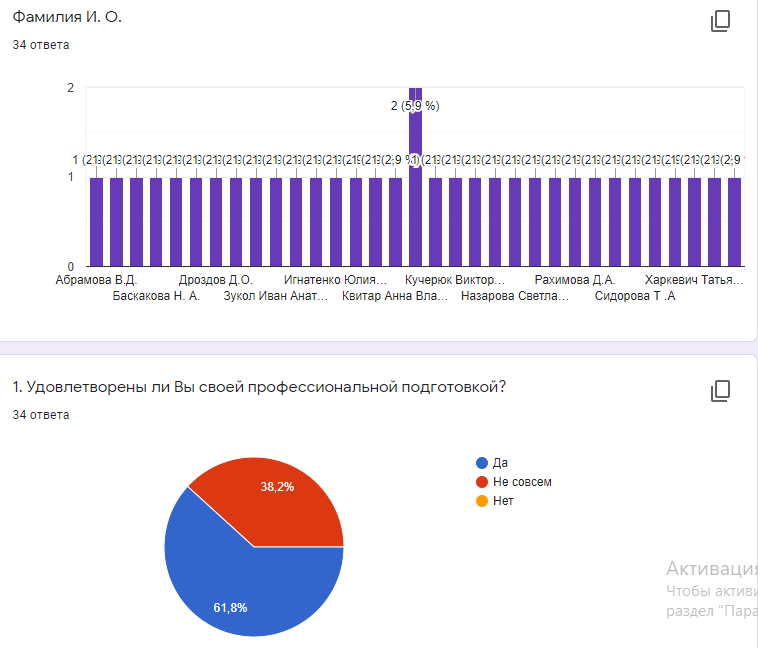 Фамилия И. О.
34 ответа
2
2 (5,9 %)
1
0
Абрамова В.Д.
Дроздов Д.О.
Игнатенко Юлия…
Кучерюк Виктор…
Рахимова Д.А.
Харкевич Татья…
Баскакова Н. А.
Зукол Иван Анат…
Квитар Анна Вла…
Назарова Светла…
Сидорова Т .А
1. Удовлетворены ли Вы своей профессиональной подготовкой?
34 ответа
38,2%
61,8%
Да
Не совсем
Нет
Активация
Чтобы активи
раздел "Пара